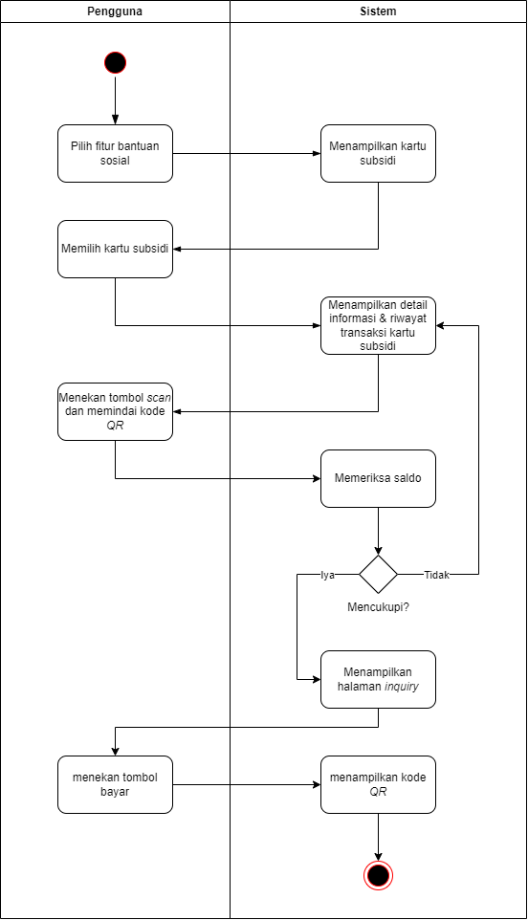 Pengguna
Sistem
Pilih fitur bantuan
sosial
Menampilkan kartu
subsidi
Memilih kartu subsidi
Menampilkan detail
informasi & riwayat
transaksi kartu
subsidi
Menekan tombol scan
dan memindai kode
QR
Memeriksa saldo
Iya
Tidak
Mencukupi?
Menampilkan
halaman inquiry
menekan tombol
bayar
menampilkan kode
QR